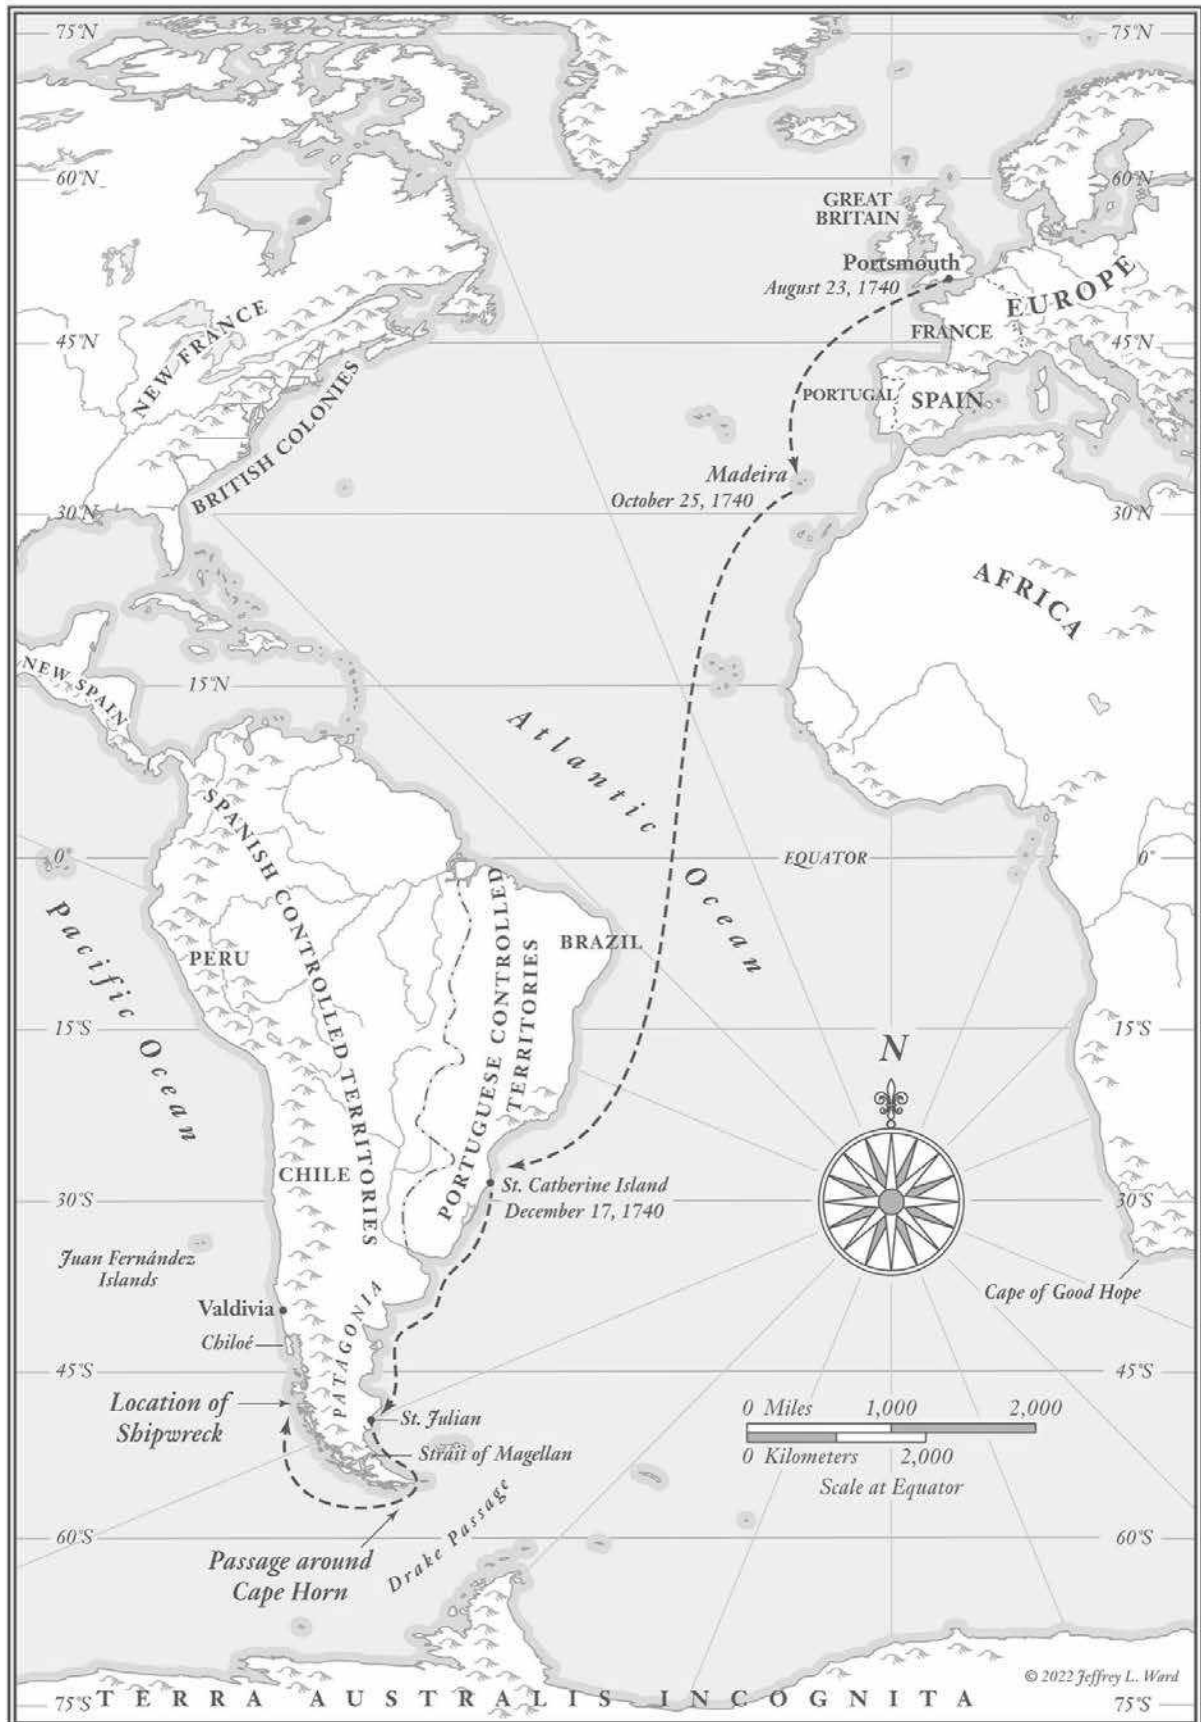 75°N
75°N
60°N
60°N
GREAT
BRITAIN
Portsmouth
August 23, 1740
EUROPE
NEW FRANCE
FRANCE
45°N
45°N
BRITISH COLONIES
PORTUGAL
SPAIN
Madeira
October 25, 1740
30°N
30°N
AFRICA
NEW SPAIN
15°N
Atlantic
Ocean
SPANISH CONTROLLED TERRITORIES
0°
EQUATOR
0°
Pacific Ocean
PERU
PORTUGUESE CONTROLLED
TERRITORIES
BRAZIL
15°S
15°S
N
CHILE
St. Catherine Island
December 17, 1740
30°S
30°S
Juan Fernández
Islands
Cape of Good Hope
Valdivia
Chiloé
PATAGONIA
45°S
45°S
Location of
Shipwreck
St. Julian
Strait of Magellan
0 Miles 1,000 2,000
0 Kilometers 2,000
Scale at Equator
Drake Passage
60°S
60°S
Passage around
Cape Horn
© 2022 Jeffrey L. Ward
75°S
TERRA AUSTRALIS INCOGNITA
75°S